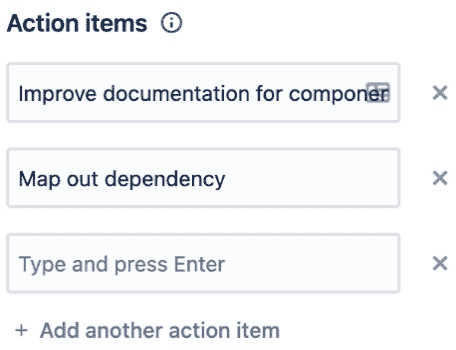 Action items
Improve documentation for componer
Map out dependency
Type and press Enter
+ Add another action item